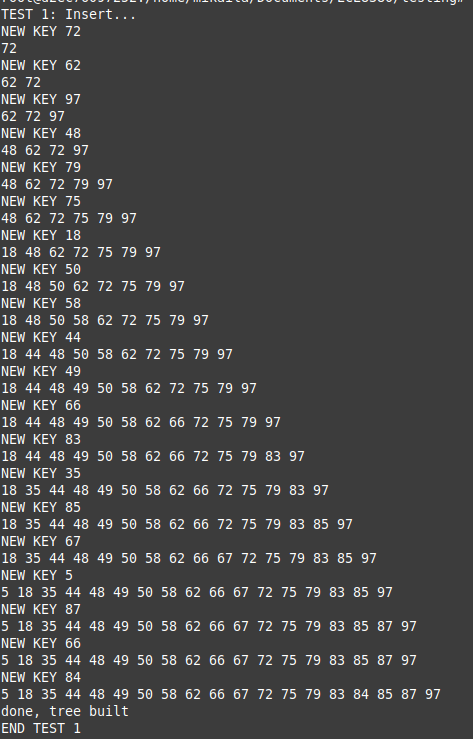 TEST 1: Insert...
NEW KEY 72
72
NEW KEY 62
62 72
NEW KEY 97
62 72 97
NEW KEY 48
48 62 72 97
NEW KEY 79
48 62 72 79 97
NEW KEY 75
48 62 72 75 79 97
NEW KEY 18
18 48 62 72 75 79 97
NEW KEY 50
18 48 50 62 72 75 79 97
NEW KEY 58
18 48 50 58 62 72 75 79 97
NEW KEY 44
18 44 48 50 58 62 72 75 79 97
NEW KEY 49
18 44 48 49 50 58 62 72 75 79 97
NEW KEY 66
18 44 48 49 50 58 62 66 72 75 79 97
NEW KEY 83
18 44 48 49 50 58 62 66 72 75 79 83 97
NEW KEY 35
18 35 44 48 49 50 58 62 66 72 75 79 83 97
NEW KEY 85
18 35 44 48 49 50 58 62 66 72 75 79 83 85 97
NEW KEY 67
18 35 44 48 49 50 58 62 66 67 72 75 79 83 85 97
NEW KEY 5
5 18 35 44 48 49 50 58 62 66 67 72 75 79 83 85 97
NEW KEY 87
5 18 35 44 48 49 50 58 62 66 67 72 75 79 83 85 87 97
NEW KEY 66
5 18 35 44 48 49 50 58 62 66 67 72 75 79 83 85 87 97
NEW KEY 84
5 18 35 44 48 49 50 58 62 66 67 72 75 79 83 84 85 87 97
done, tree built
END TEST 1